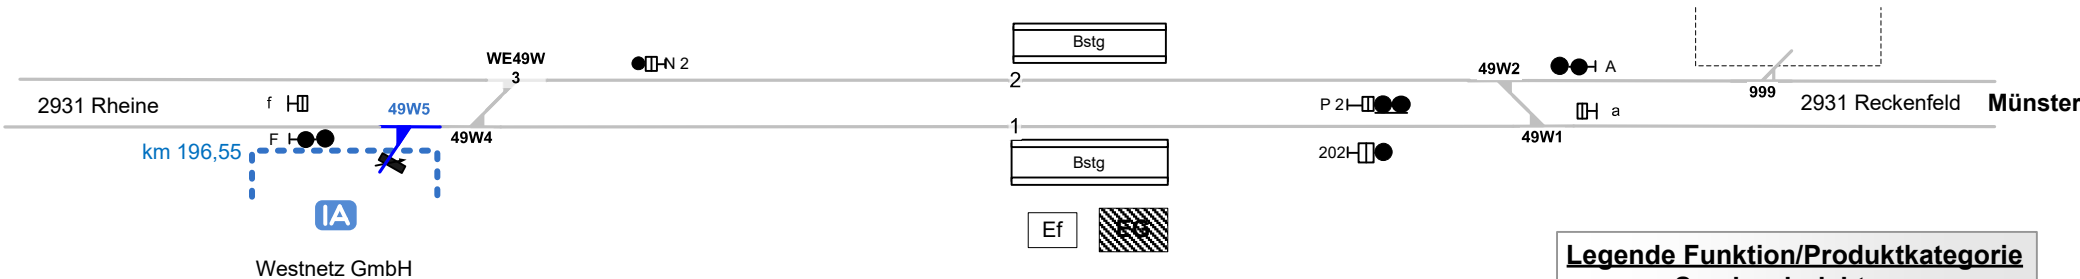 Bstg
WE49W
3
N 2
49W2
A
2
2931 Rheine
f
49W5
P 2
999
2931 Reckenfeld
Münster
a
1
F
49W4
49W1
km 196,55
202
Bstg
IA
Ef
EG
Westnetz GmbH
Legende Funktion/Produktkategorie